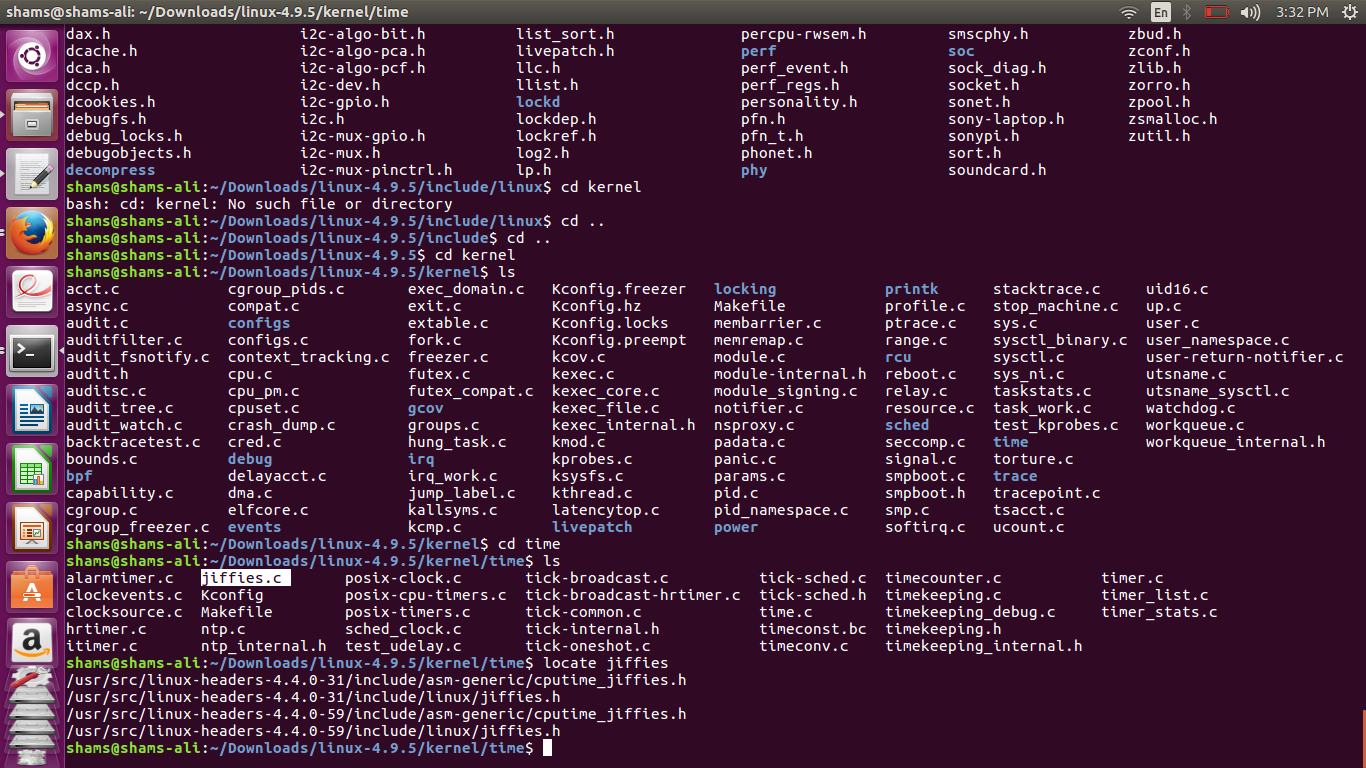 shams@shams-ali: ~/Downloads/linux-4.9.5/kernel/time En 3:32 PM
dax.h i2c-algo-bit.h list_sort.h percpu-rwsem.h smscphy.h zbud.h
dcache.h i2c-algo-pca.h livepatch.h perf soc zconf.h
dca.h i2c-algo-pcf.h llc.h perf_event.h sock_diag.h zlib.h
dccp.h i2c-dev.h llist.h perf_regs.h socket.h zorro.h
dcookies.h i2c-gpio.h lockd personality.h sonet.h zpool.h
debugfs.h i2c.h lockdep.h pfn.h sony-laptop.h zsmalloc.h
debug_locks.h i2c-mux-gpio.h lockref.h pfn_t.h sonypi.h zutil.h
debugobjects.h i2c-mux.h log2.h phonet.h sort.h
decompress i2c-mux-pinctrl.h lp.h phy soundcard.h
shams@shams-ali:~/Downloads/linux-4.9.5/include/linux$ cd kernel
bash: cd: kernel: No such file or directory
shams@shams-ali:~/Downloads/linux-4.9.5/include/linux$ cd ..
shams@shams-ali:~/Downloads/linux-4.9.5/include$ cd ..
shams@shams-ali:~/Downloads/linux-4.9.5$ cd kernel
shams@shams-ali:~/Downloads/linux-4.9.5/kernel$ ls
acct.c cgroup_pids.c exec_domain.c Kconfig.freezer locking printk stacktrace.c uid16.c
async.c compat.c exit.c Kconfig.hz Makefile profile.c stop_machine.c up.c
audit.c configs extable.c Kconfig.locks membarrier.c ptrace.c sys.c user.c
auditfilter.c configs.c fork.c Kconfig.preempt memremap.c range.c sysctl_binary.c user_namespace.c
audit_fsnotify.c context_tracking.c freezer.c kcov.c module.c rcu sysctl.c user-return-notifier.c
audit.h cpu.c futex.c kexec.c module-internal.h reboot.c sys_ni.c utsname.c
auditsc.c cpu_pm.c futex_compat.c kexec_core.c module_signing.c relay.c taskstats.c utsname_sysctl.c
audit_tree.c cpuset.c gcov kexec_file.c notifier.c resource.c task_work.c watchdog.c
audit_watch.c crash_dump.c groups.c kexec_internal.h nsproxy.c sched test_kprobes.c workqueue.c
backtracetest.c cred.c hung_task.c kmod.c padata.c seccomp.c time workqueue_internal.h
bounds.c debug irq kprobes.c panic.c signal.c torture.c
bpf delayacct.c irq_work.c ksysfs.c params.c smpboot.c trace
capability.c dma.c jump_label.c kthread.c pid.c smpboot.h tracepoint.c
cgroup.c elfcore.c kallsyms.c latencytop.c pid_namespace.c smp.c tsacct.c
cgroup_freezer.c events kcmp.c livepatch power softirq.c ucount.c
shams@shams-ali:~/Downloads/linux-4.9.5/kernel$ cd time
shams@shams-ali:~/Downloads/linux-4.9.5/kernel/time$ ls
alarmtimer.c jiffies.c posix-clock.c tick-broadcast.c tick-sched.c timecounter.c timer.c
clockevents.c Kconfig posix-cpu-timers.c tick-broadcast-hrtimer.c tick-sched.h timekeeping.c timer_list.c
clocksource.c Makefile posix-timers.c tick-common.c time.c timekeeping_debug.c timer_stats.c
hrtimer.c ntp.c sched_clock.c tick-internal.h timeconst.bc timekeeping.h
itimer.c ntp_internal.h test_udelay.c tick-oneshot.c timeconv.c timekeeping_internal.h
shams@shams-ali:~/Downloads/linux-4.9.5/kernel/time$ locate jiffies
/usr/src/linux-headers-4.4.0-31/include/asm-generic/cputime_jiffies.h
/usr/src/linux-headers-4.4.0-31/include/linux/jiffies.h
/usr/src/linux-headers-4.4.0-59/include/asm-generic/cputime_jiffies.h
/usr/src/linux-headers-4.4.0-59/include/linux/jiffies.h
shams@shams-ali:~/Downloads/linux-4.9.5/kernel/time$